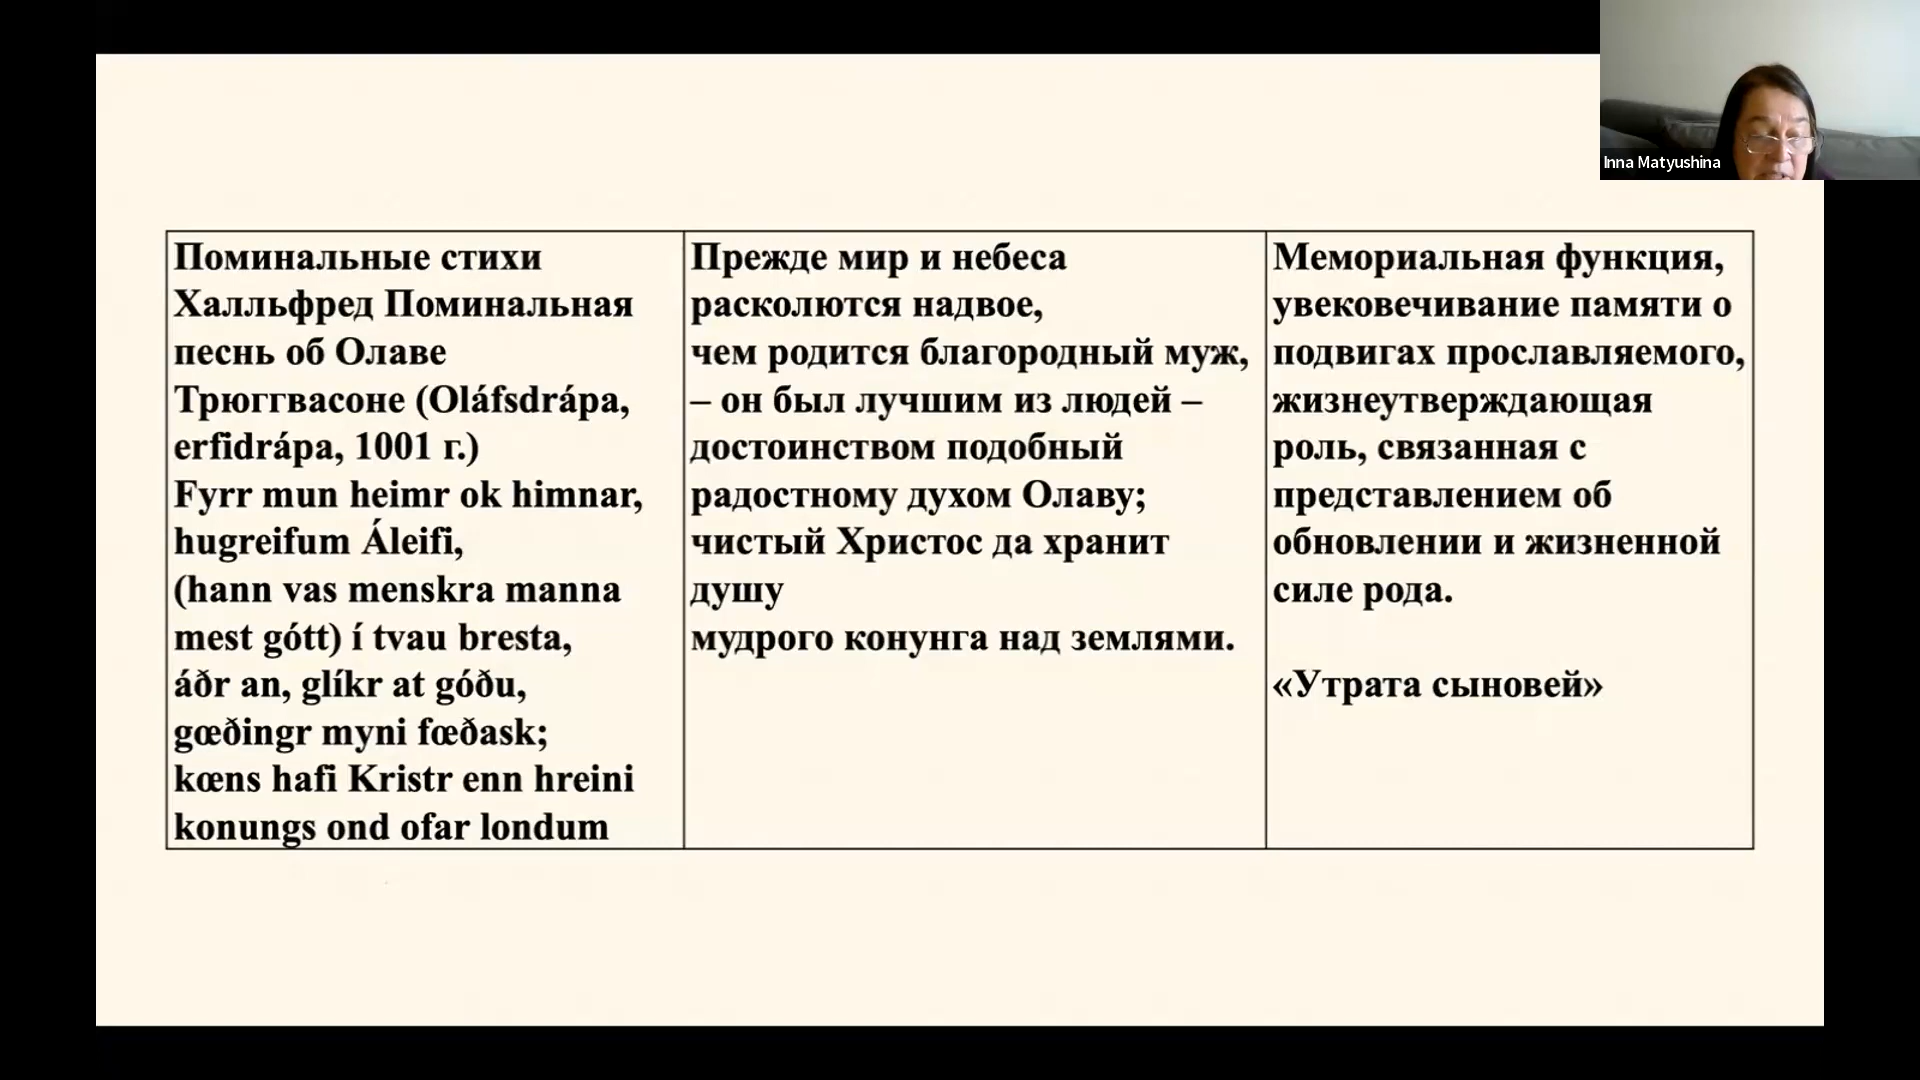 Inna Matyushina
Поминальные стихи
Халльфред Поминальная
песнь об Олаве
Трюггвасоне (Oláfsdrápa,
erfidrápa, 1001 г.)
Fyrr mun heimr ok himnar,
hugreifum Áleifi,
(hann vas menskra manna
mest gótt) í tvau bresta,
áðr an, glíkr at góðu,
gœðingr myni fœðask;
kœns hafi Kristr enn hreini
konungs ond ofar londum
Прежде мир и небеса
расколются надвое,
чем родится благородный муж,
– он был лучшим из людей –
достоинством подобный
радостному духом Олаву;
чистый Христос да хранит
душу
мудрого конунга над землями.
Мемориальная функция,
увековечивание памяти о
подвигах прославляемого,
жизнеутверждающая
роль, связанная с
представлением об
обновлении и жизненной
силе рода.
«Утрата сыновей»